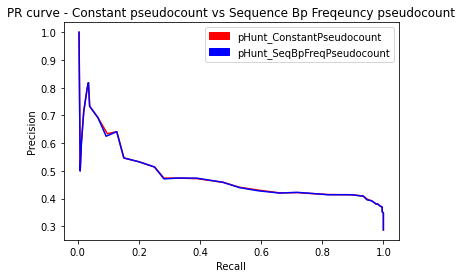 PR curve - Constant pseudocount vs Sequence Bp Freqeuncy pseudocount
pHunt_ConstantPseudocount
pHunt_SeqBpFreqPseudocount
Precision
1.0
0.9
0.8
0.7
0.6
0.5
0.4
0.3
0.0 0.2 0.4 0.6 0.8 1.0
Recall